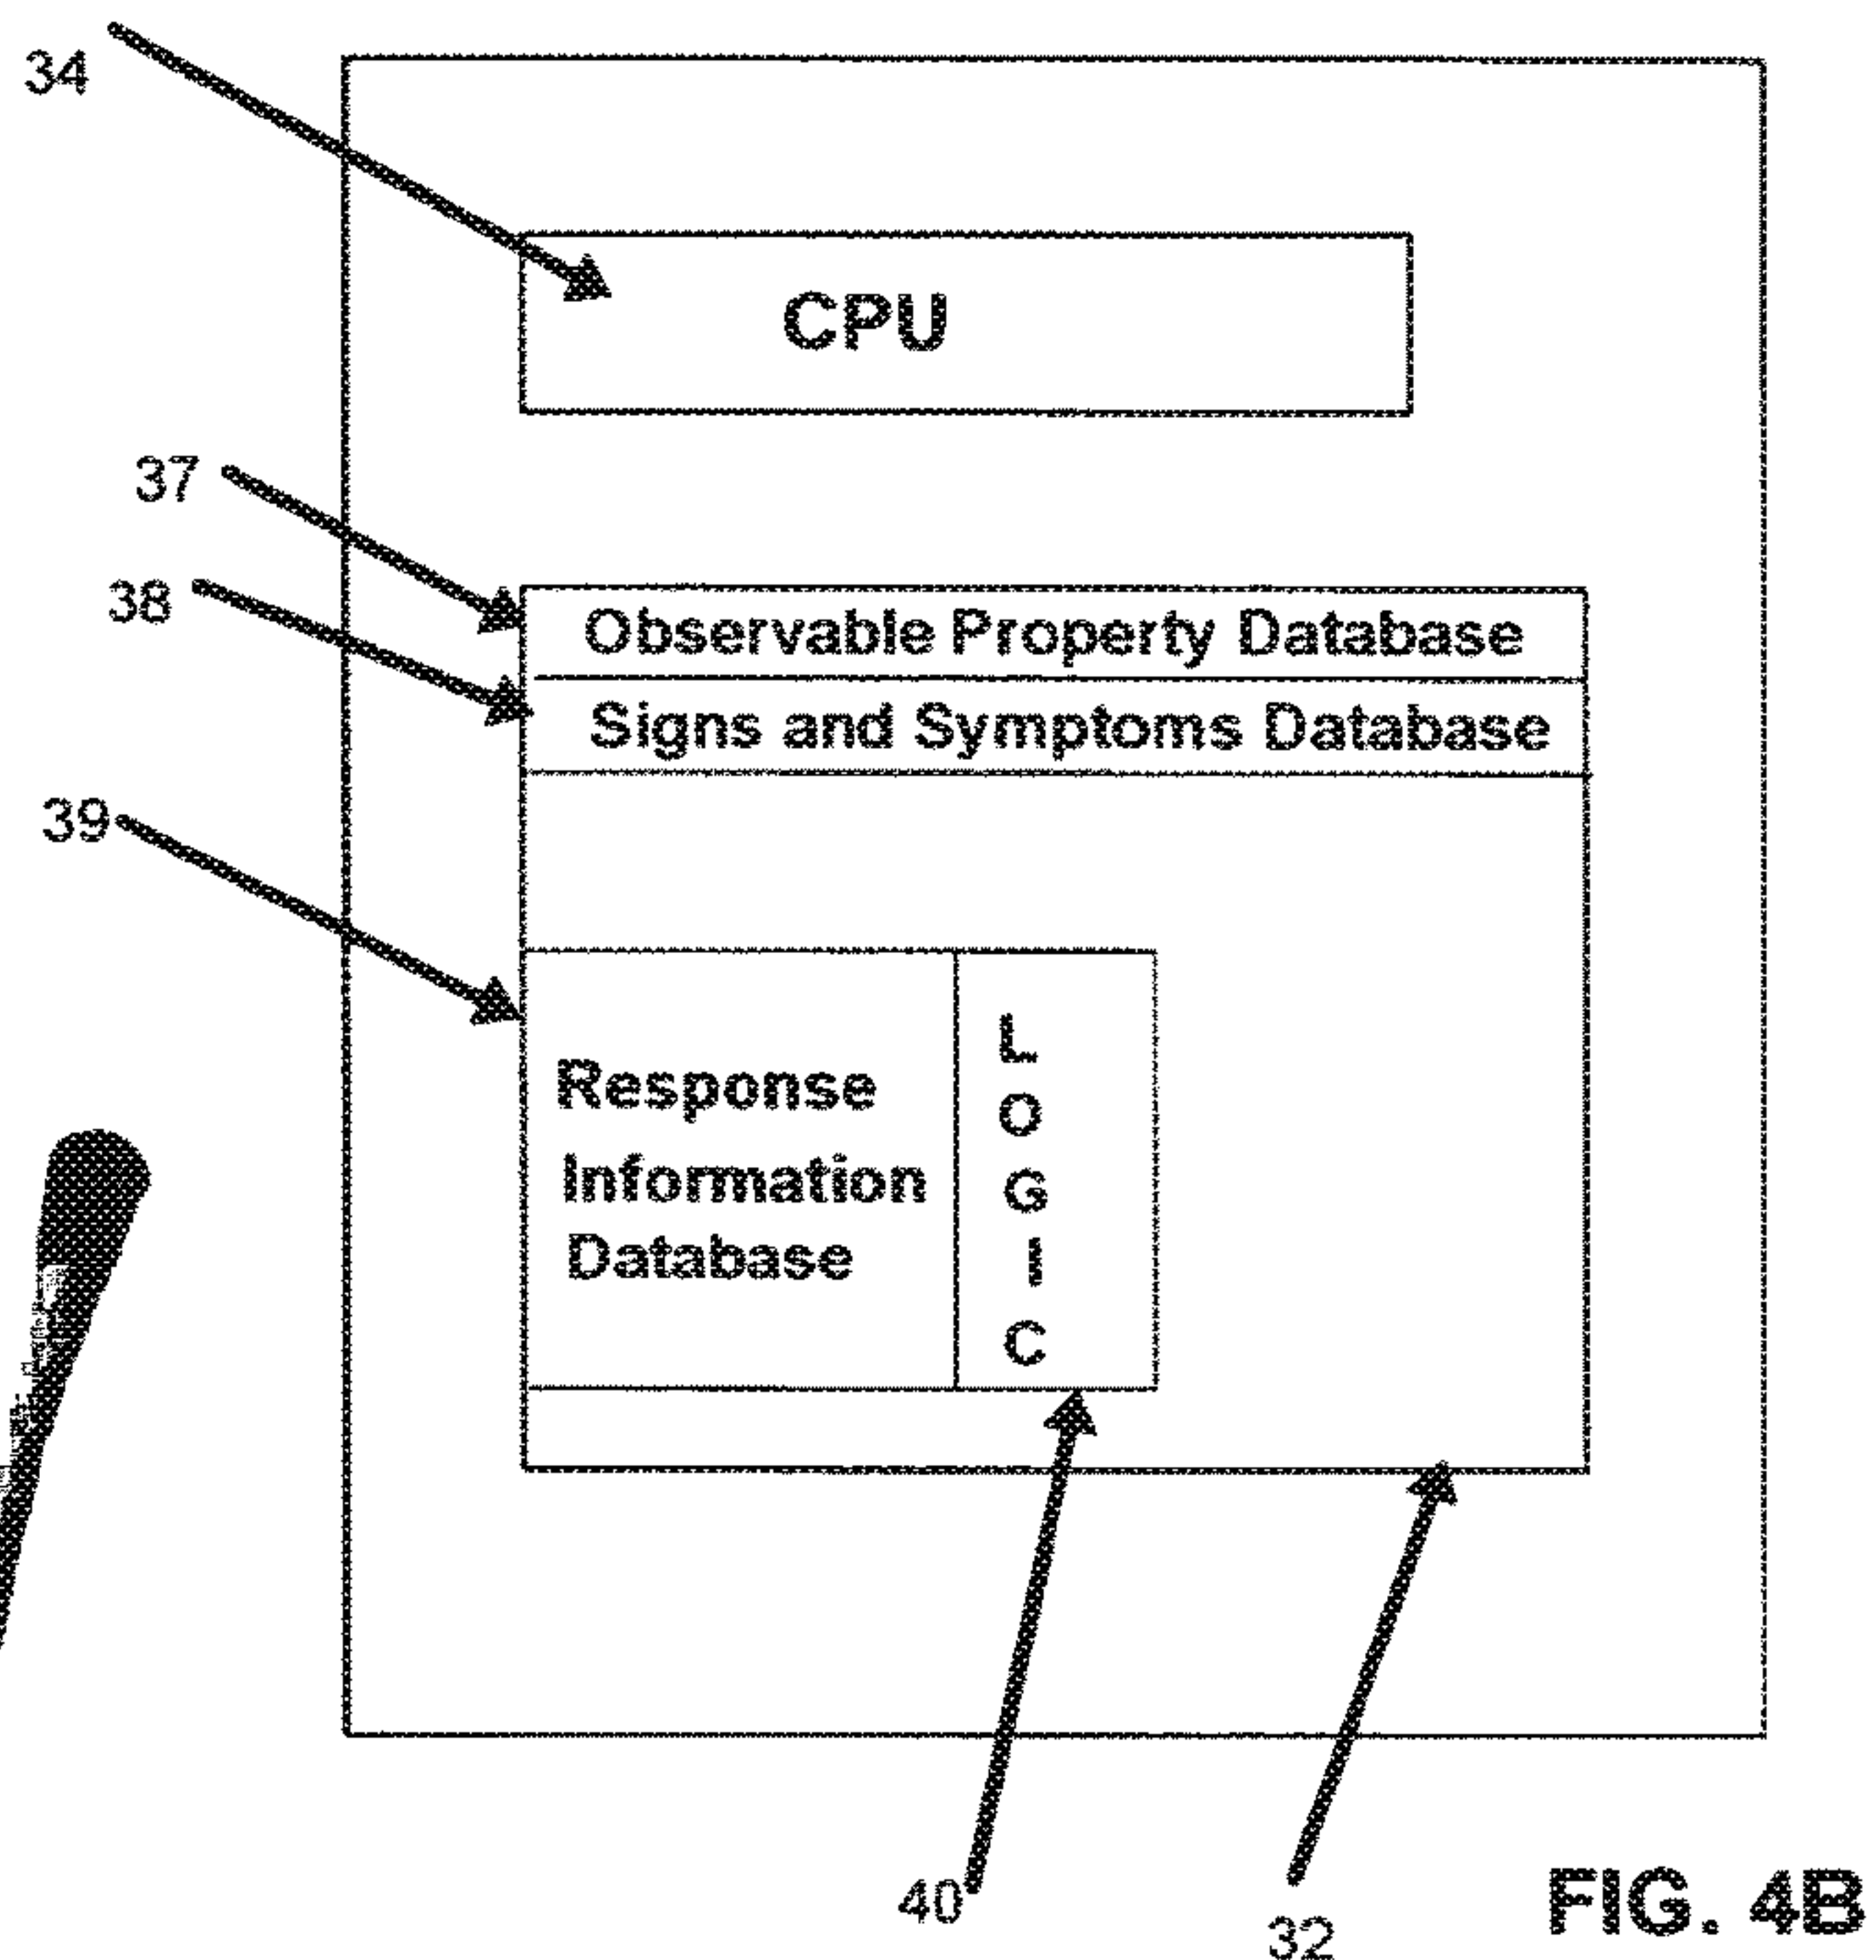 34
CPU
37
Observable Property Database
38
Signs and Symptoms Database
39
Response
Information
Database
L
O
G
I
C
40
32
FIG. 4B